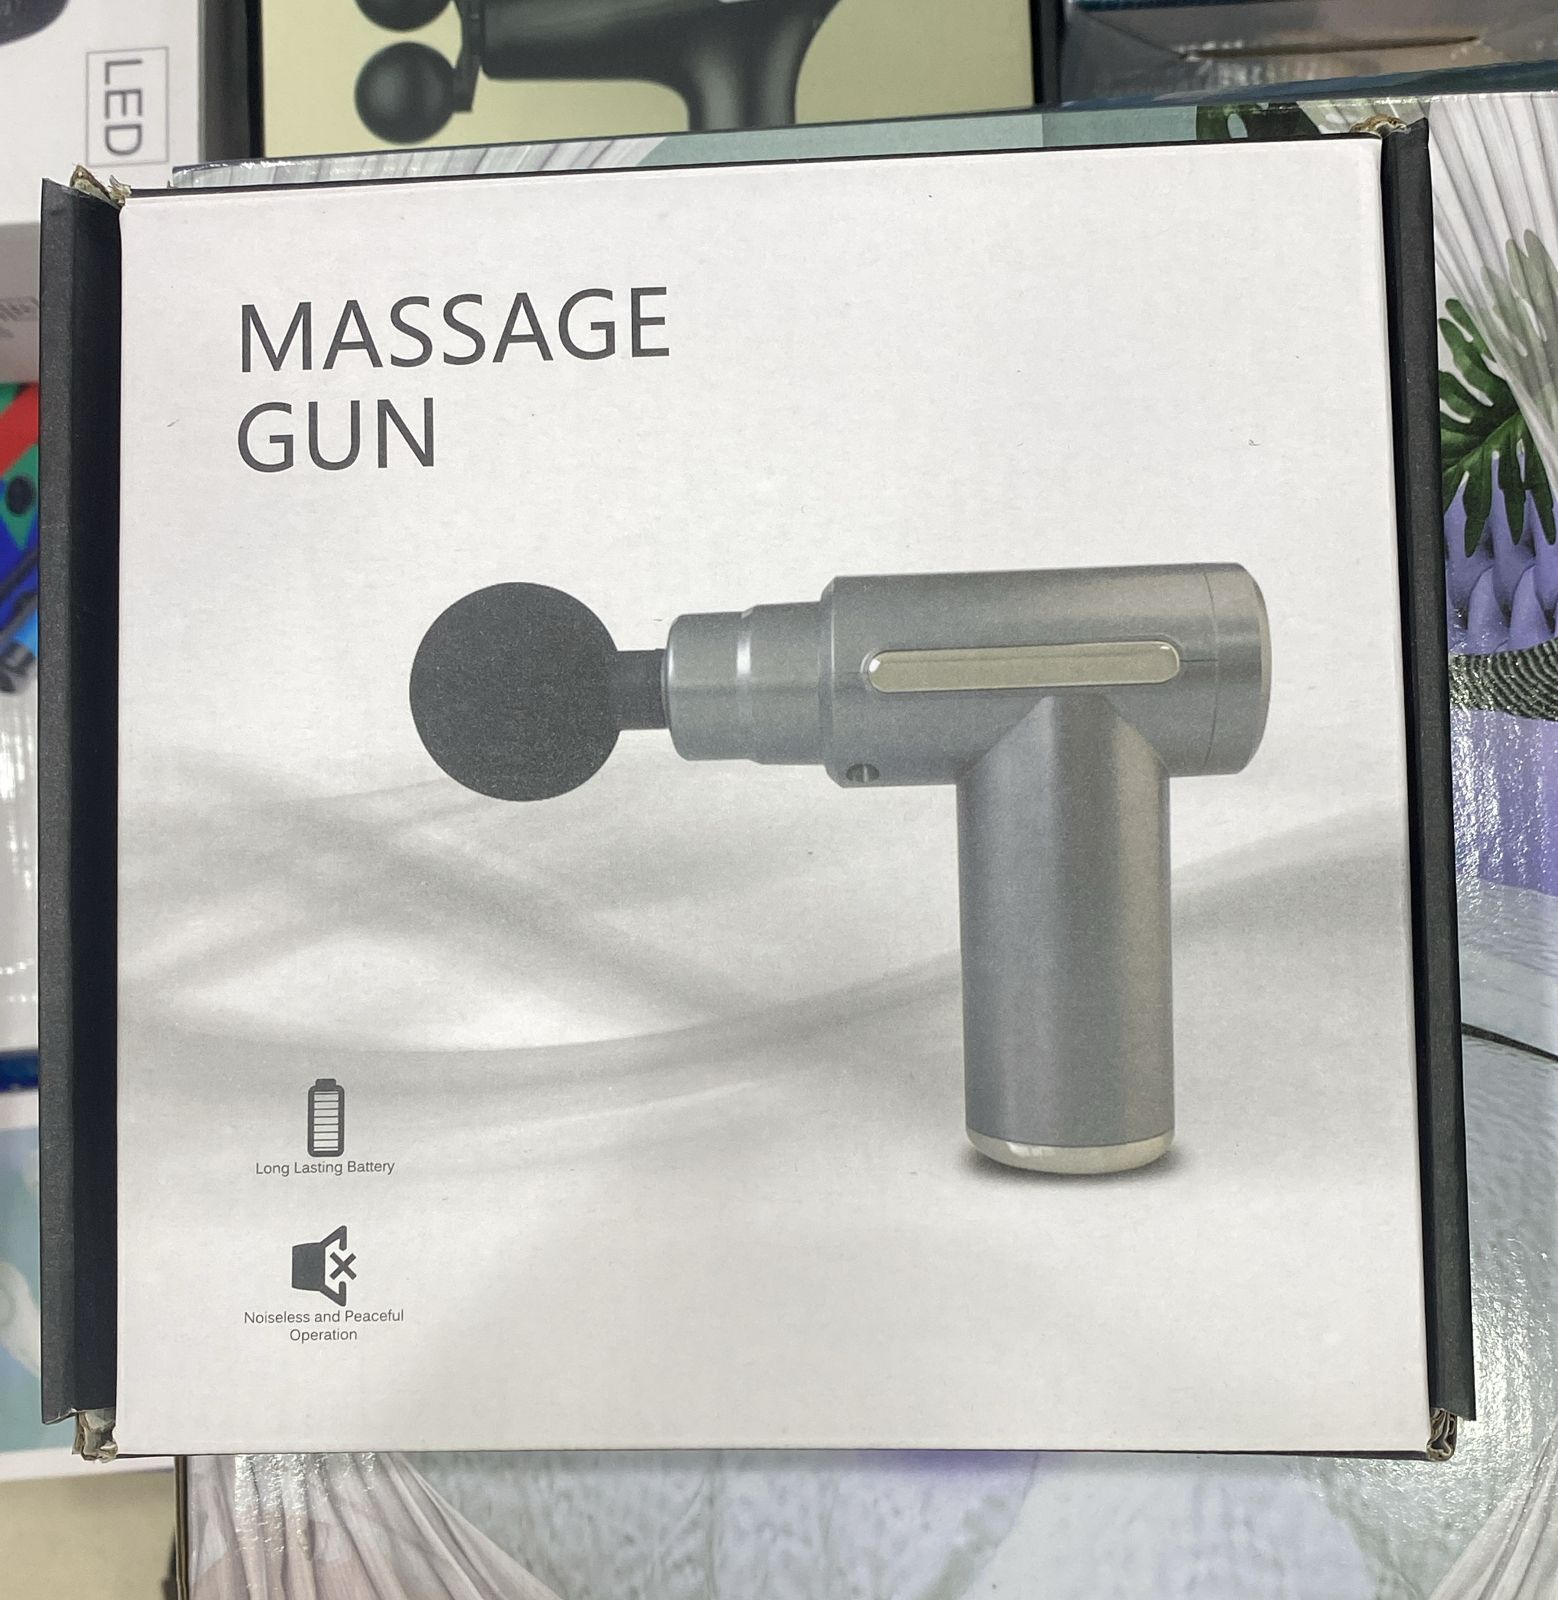 LED
MASSAGE
GUN
Long Lasting Battery
Noiseless and Peaceful
Operation